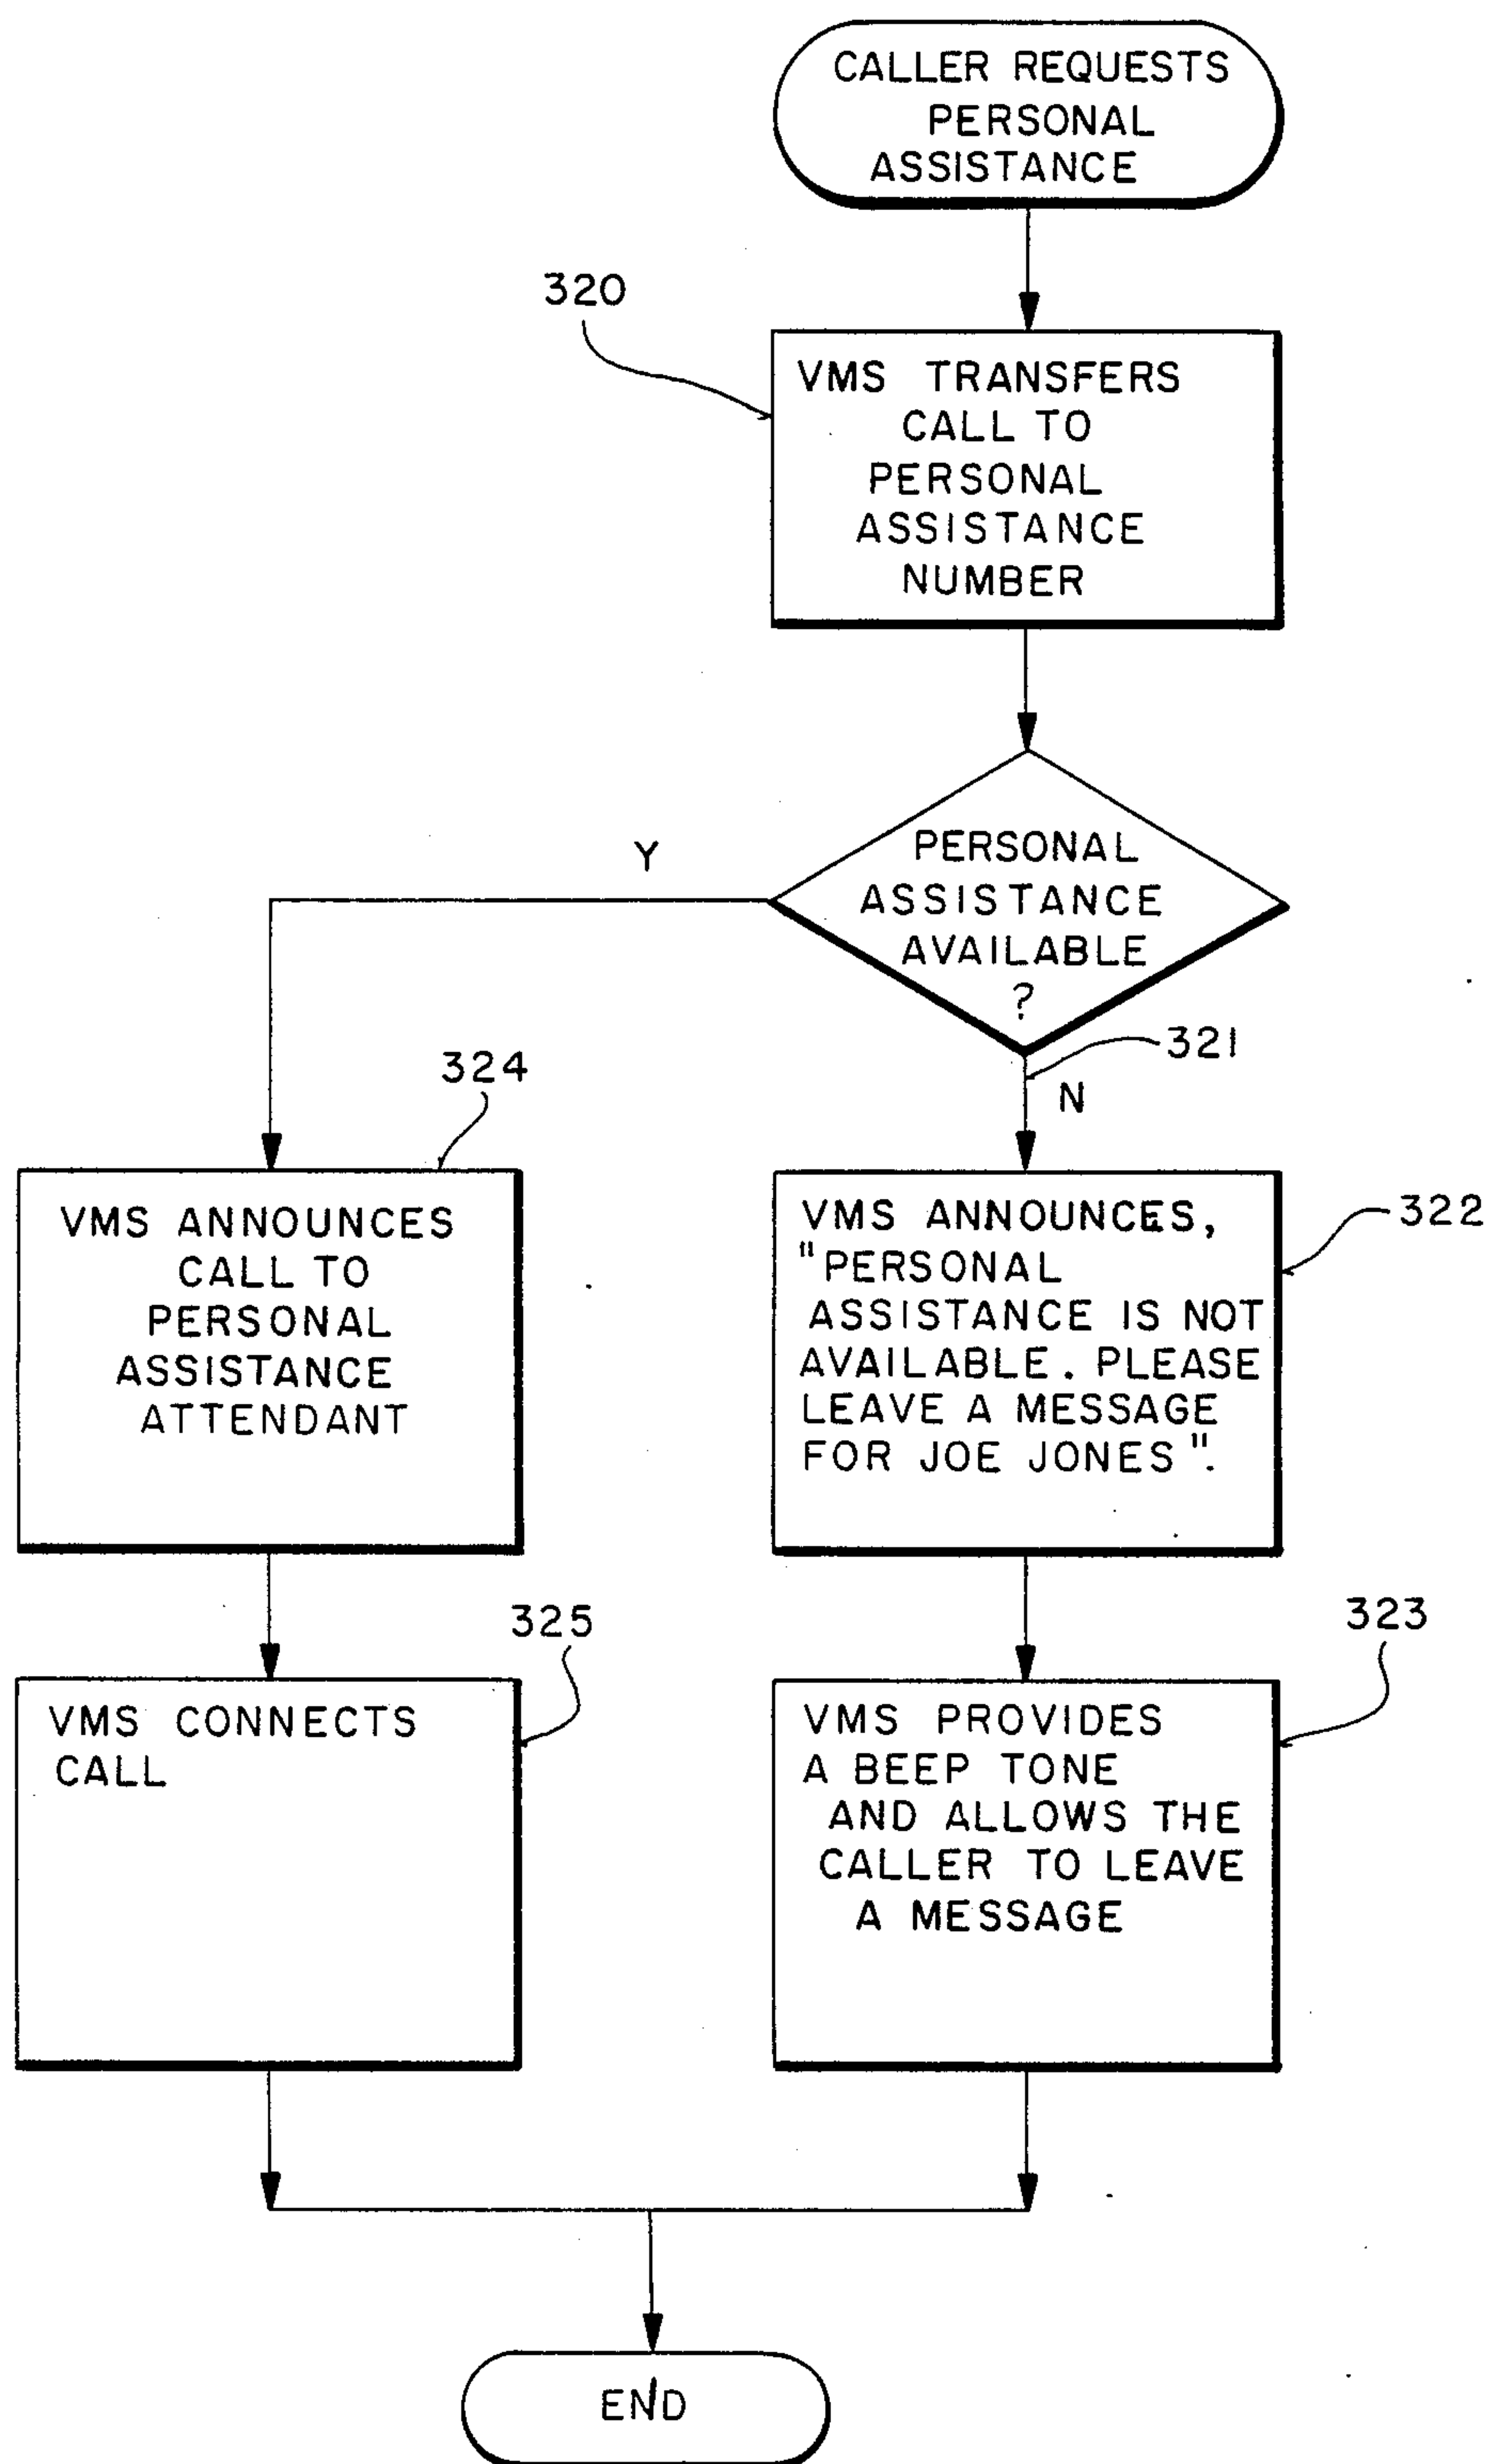 CALLER REQUESTS
PERSONAL
ASSISTANCE
320
VMS TRANSFERS
CALL TO
PERSONAL
ASSISTANCE
NUMBER
Y
PERSONAL
ASSISTANCE
AVAILABLE
?
321
N
324
VMS ANNOUNCES
CALL TO
PERSONAL
ASSISTANCE
ATTENDANT
322
VMS ANNOUNCES,
"PERSONAL
ASSISTANCE IS NOT
AVAILABLE. PLEASE
LEAVE A MESSAGE
FOR JOE JONES".
325
VMS CONNECTS
CALL
323
VMS PROVIDES
A BEEP TONE
AND ALLOWS THE
CALLER TO LEAVE
A MESSAGE
END